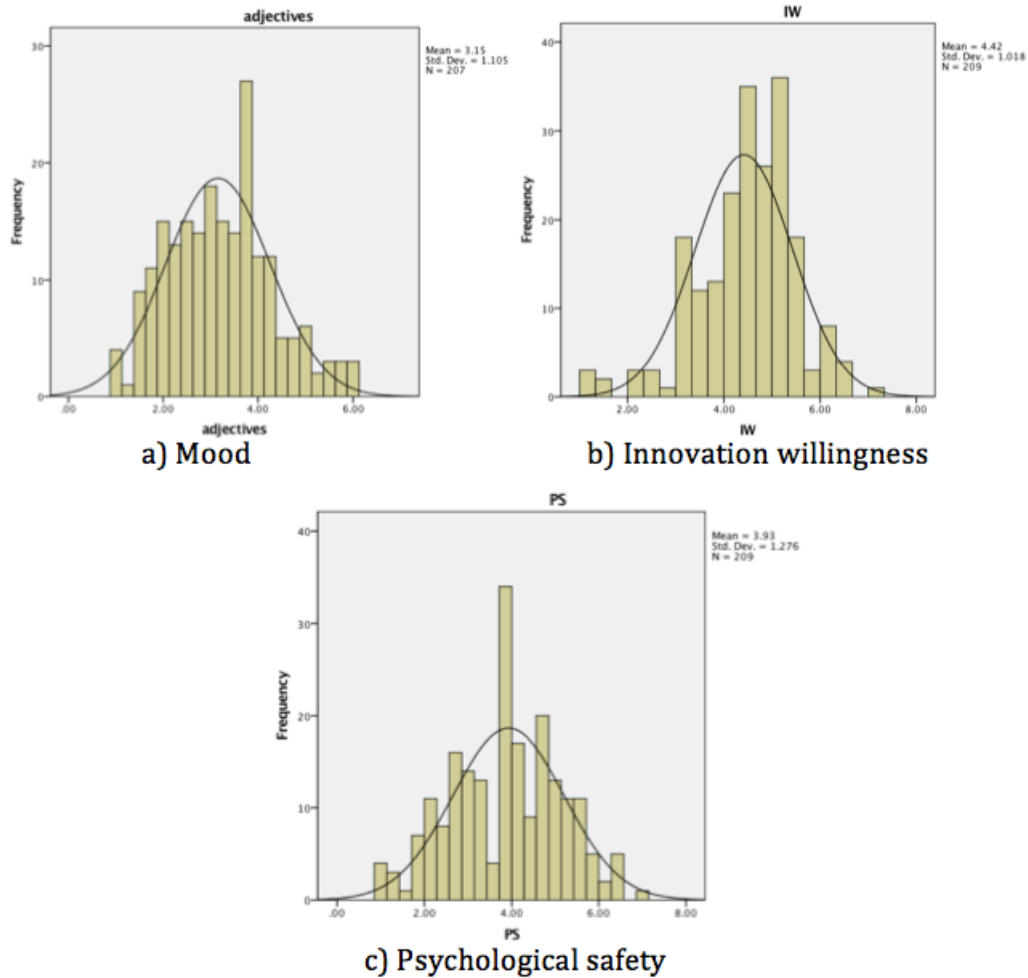 adjectives
Mean = 3.15
Std. Dev. = 1.105
N = 207
Frequency
30
20
10
0
.00 2.00 4.00 6.00
adjectives
a) Mood
IW
Mean = 4.42
Std. Dev. = 1.018
N = 209
Frequency
40
30
20
10
0
2.00 4.00 6.00 8.00
IW
b) Innovation willingness
PS
Mean = 3.93
Std. Dev. = 1.276
N = 209
Frequency
40
30
20
10
0
.00 2.00 4.00 6.00 8.00
PS
c) Psychological safety